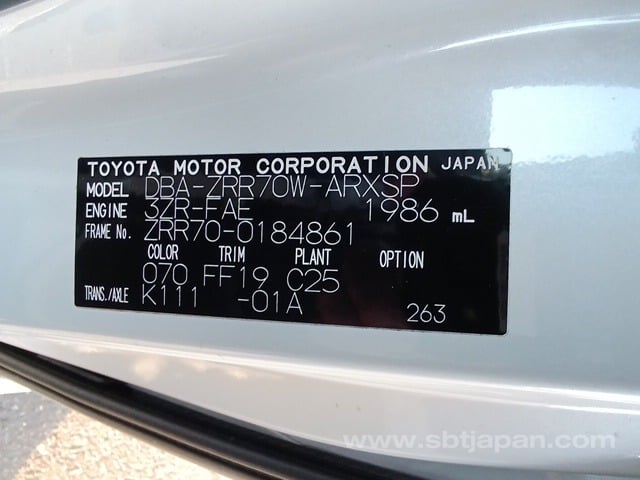 TOYOTA MOTOR CORPORATION JAPAN
MODEL DBA-ZRR70W-ARXSP
ENGINE 3ZR-FAE 1986 mL
FRAME No. ZRR70-0184861
COLOR TRIM PLANT OPTION
070 FF19 C25
TRANS./AXLE K111 -01A
263
www.sbtjapan.com